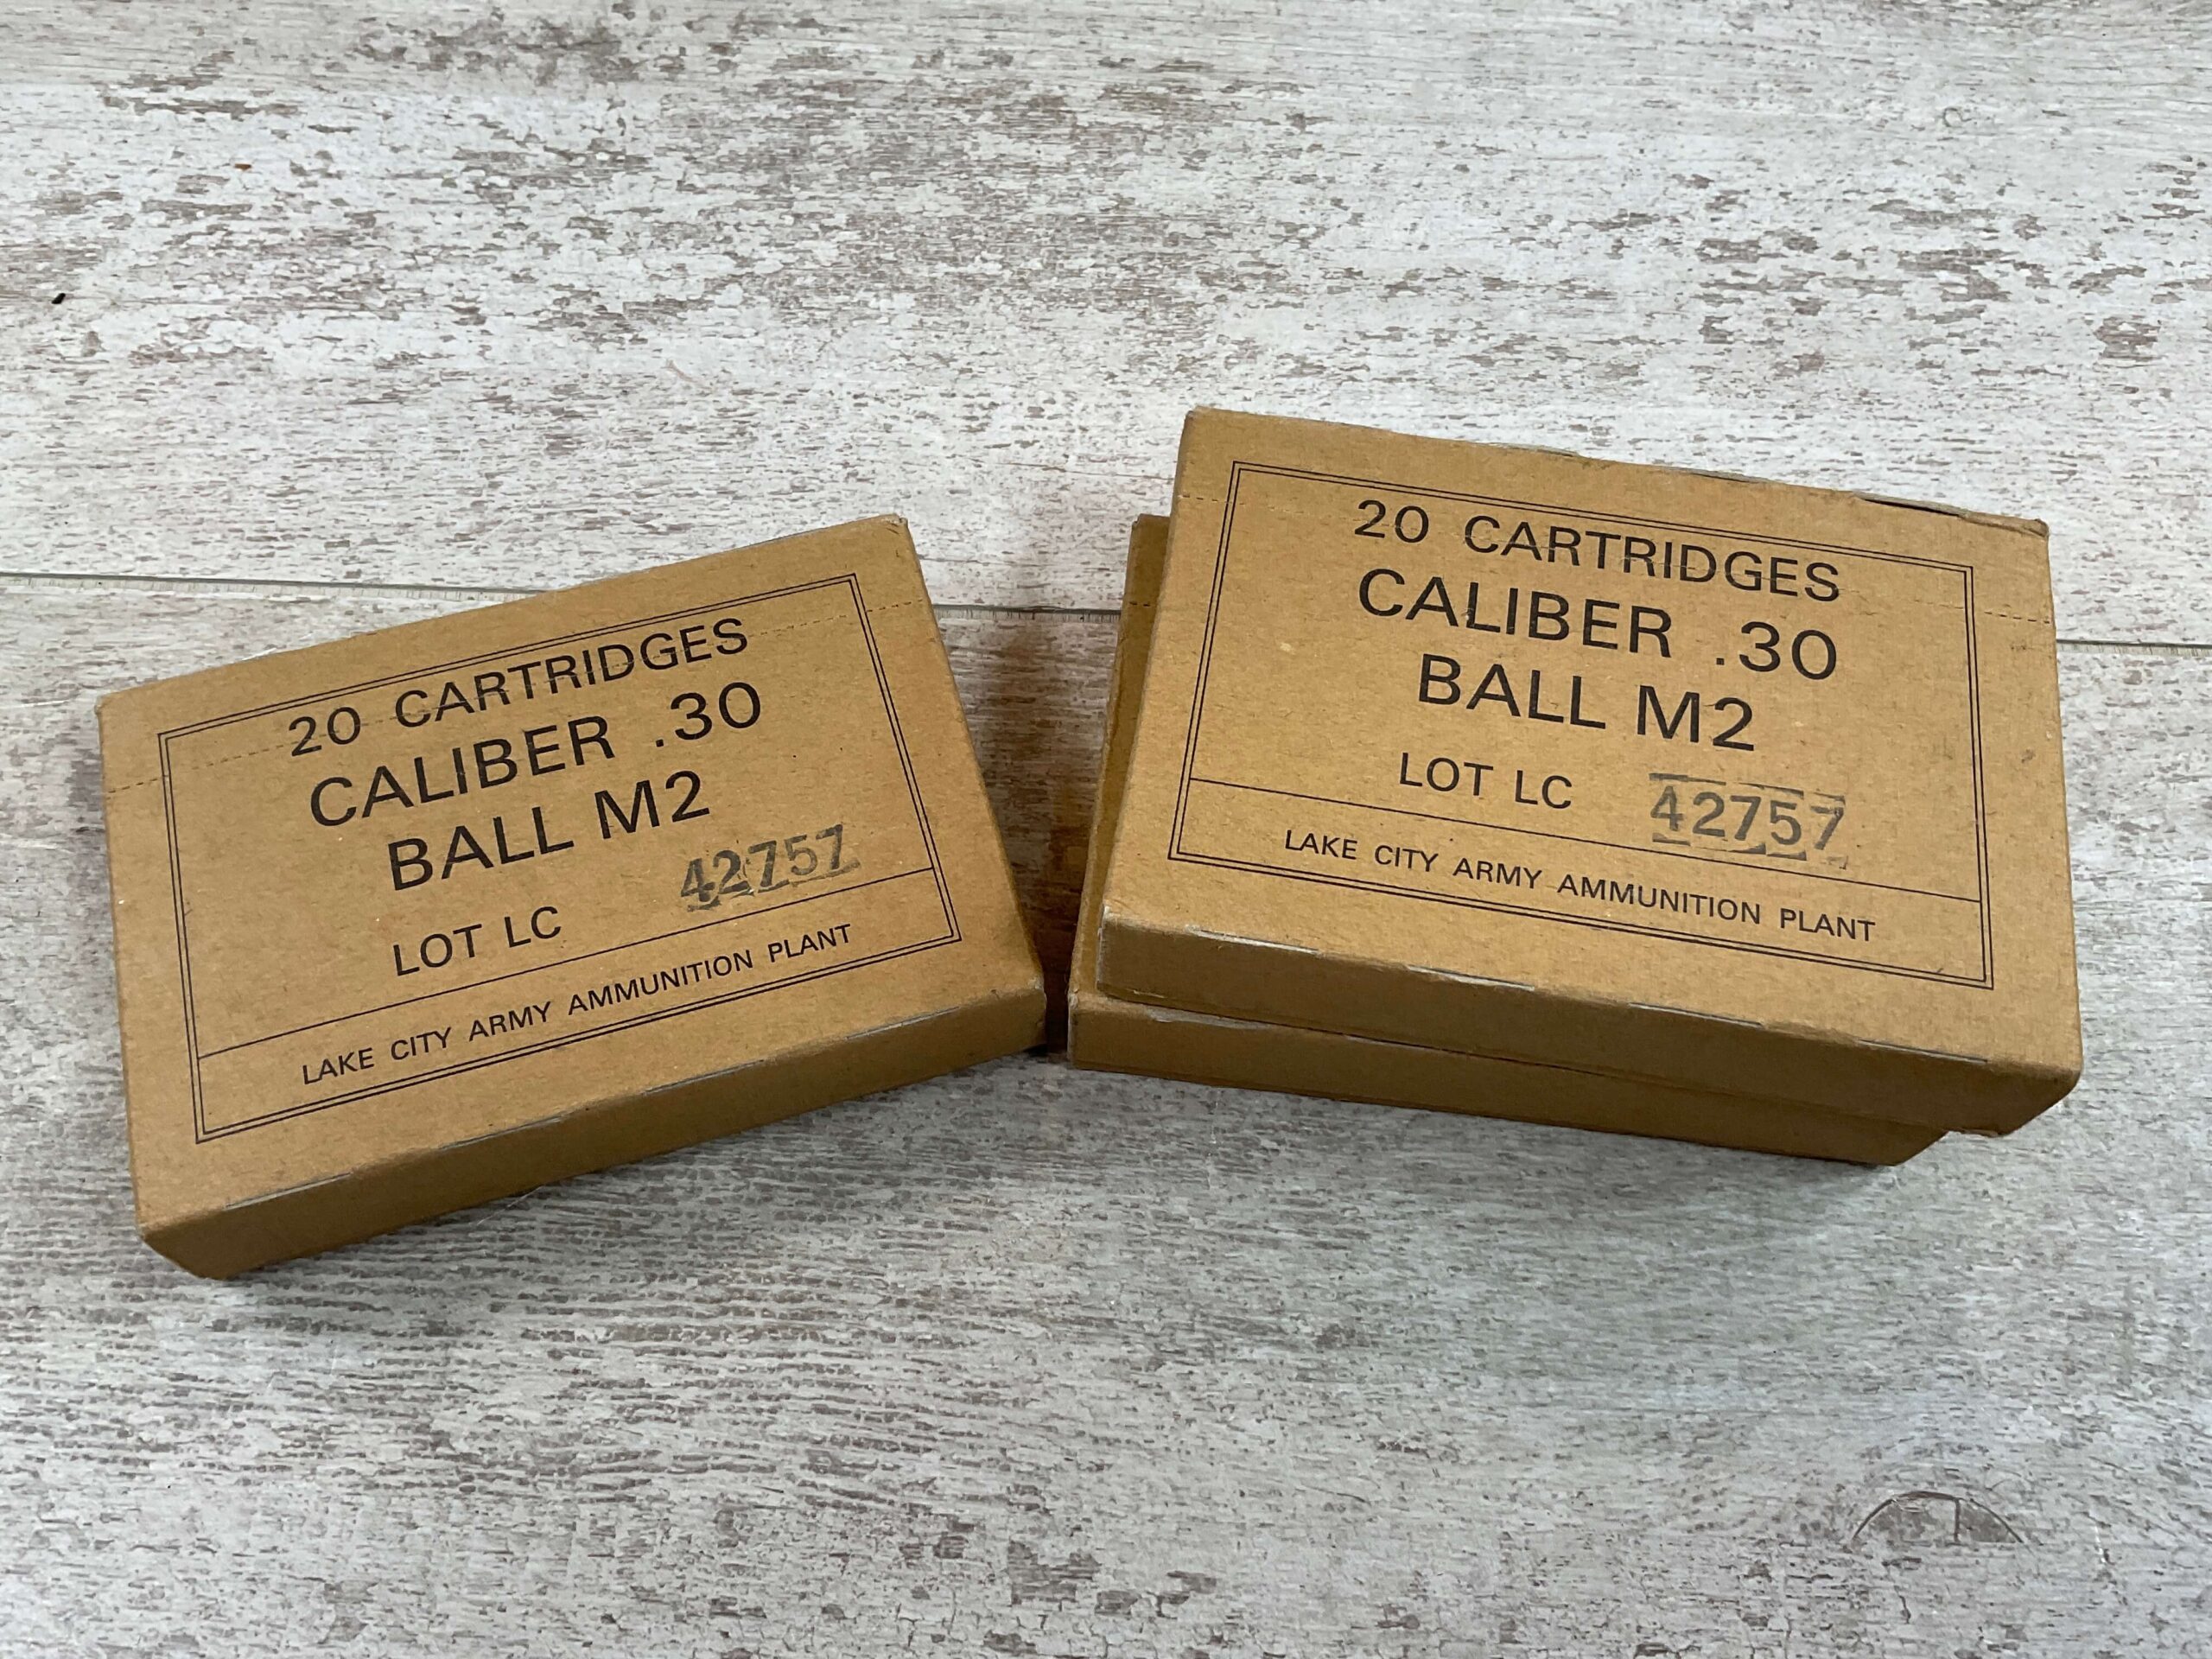 20 CARTRIDGES
CALIBER .30
BALL M2
42757
LOT LC
LAKE CITY ARMY AMMUNITION PLANT
20 CARTRIDGES
CALIBER .30
BALL M2
LOT LC 42757
LAKE CITY ARMY AMMUNITION PLANT